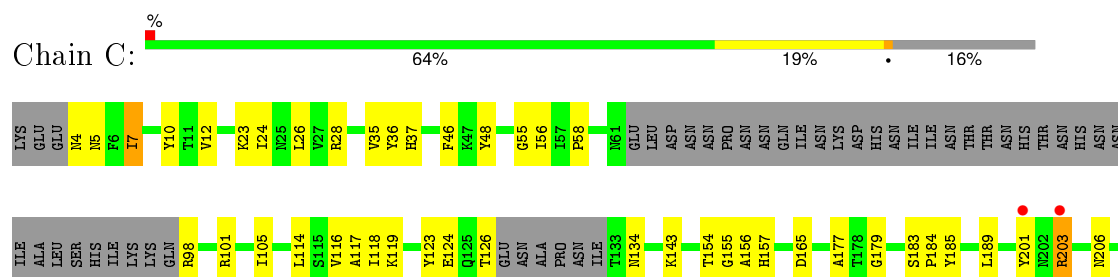 %
Chain C:
64% 19% • 16%
LYS GLU GLU N4 N5 F6 I7 Y10 T11 V12 K23 I24 N25 L26 V27 R28 V35 Y36 H37 F46 K47 Y48 G55 I56 I57 P58 N61 GLU LEU ASP ASN ASN PRO ASN ASN GLN ILE ASN LYS ASP HIS ASN ILE ILE ASN THR THR ASN HIS THR ASN HIS ASN ASN
ILE ALA LEU SER HIS ILE LYS LYS GLN R98 R101 I105 L114 S115 V116 A117 I118 K119 Y123 E124 Q125 T126 GLU ASN ALA PRO ASN ILE T133 N134 K143 T154 G155 A156 H157 D165 A177 T178 G179 S183 P184 Y185 L189 Y201 N202 R203 N206